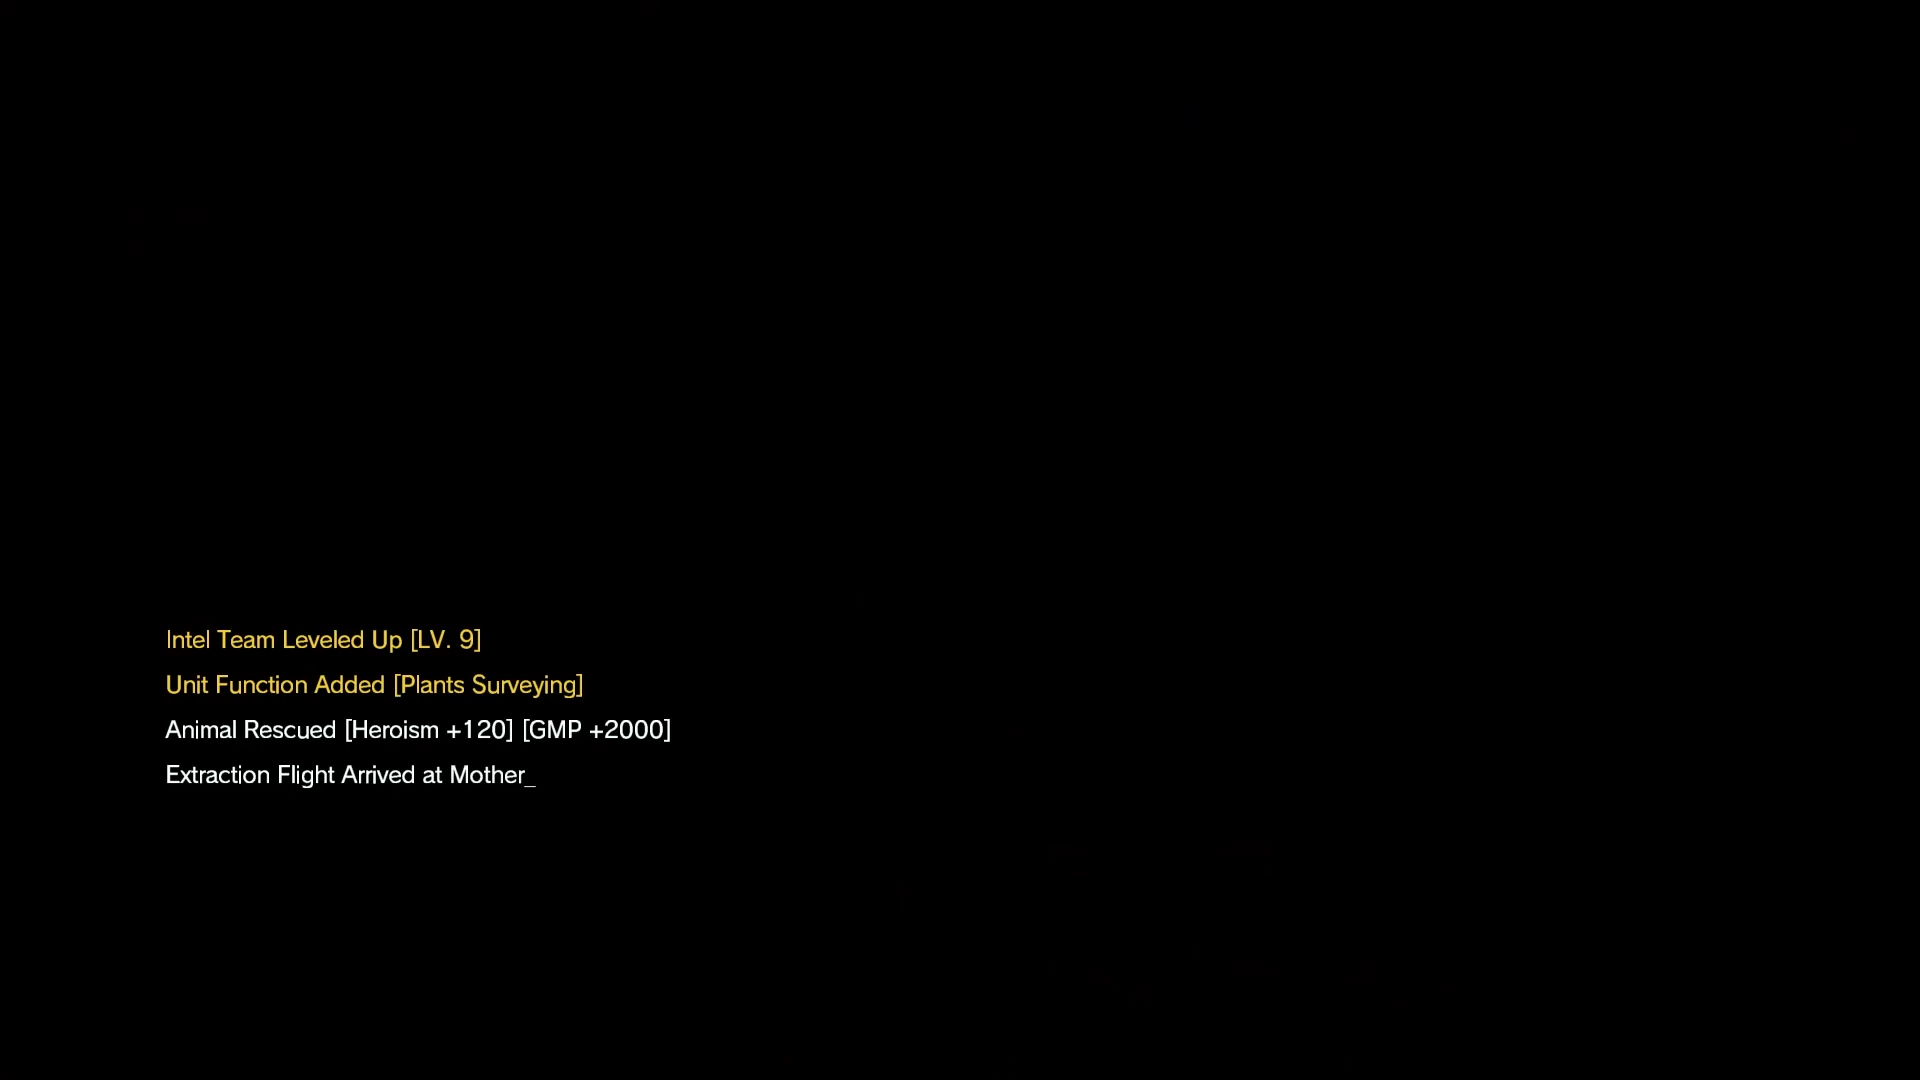 Intel Team Leveled Up [LV. 9]
Unit Function Added [Plants Surveying]
Animal Rescued [Heroism +120] [GMP +2000]
Extraction Flight Arrived at Mother_